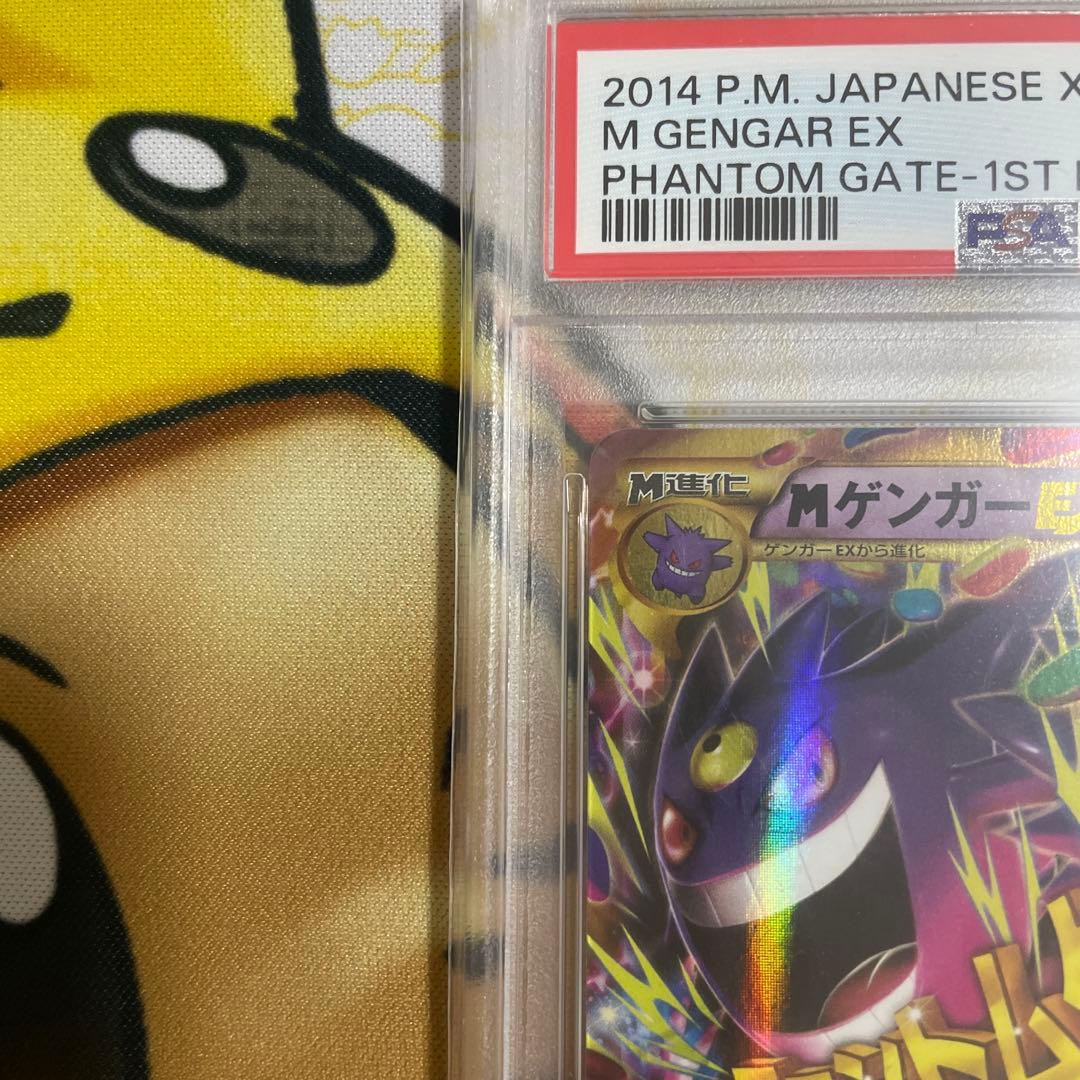 2014 P.M. JAPANESE X
M GENGAR EX
PHANTOM GATE-1ST
PSA
M進化
MゲンガーE
ゲンガーEXから進化